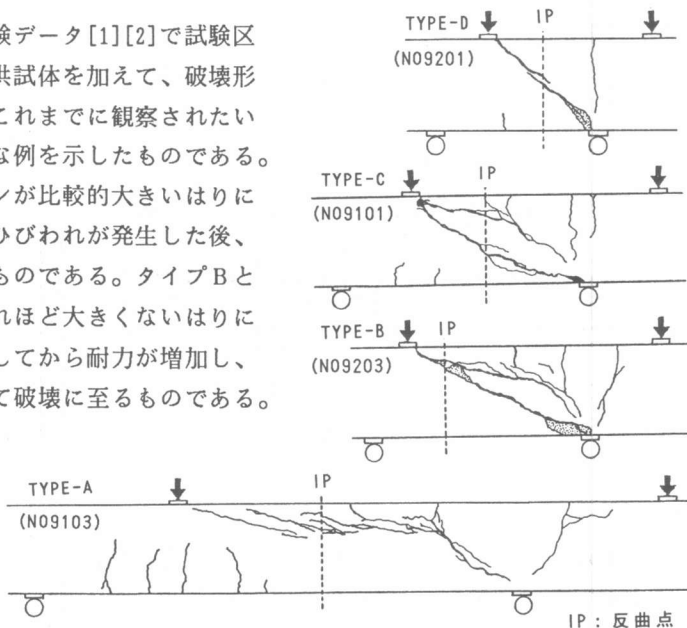 険データ[1][2]で試験区
供試体を加えて、破壊形
これまでに観察されたい
な例を示したものである。
ンが比較的大きいはりに
ひびわれが発生した後、
ものである。タイプBと
れほど大きくないはりに
してから耐力が増加し、
て破壊に至るものである。
TYPE-D
IP
(N09201)
TYPE-C
IP
(N09101)
TYPE-B
IP
(N09203)
TYPE-A
IP
(N09103)
IP : 反曲点